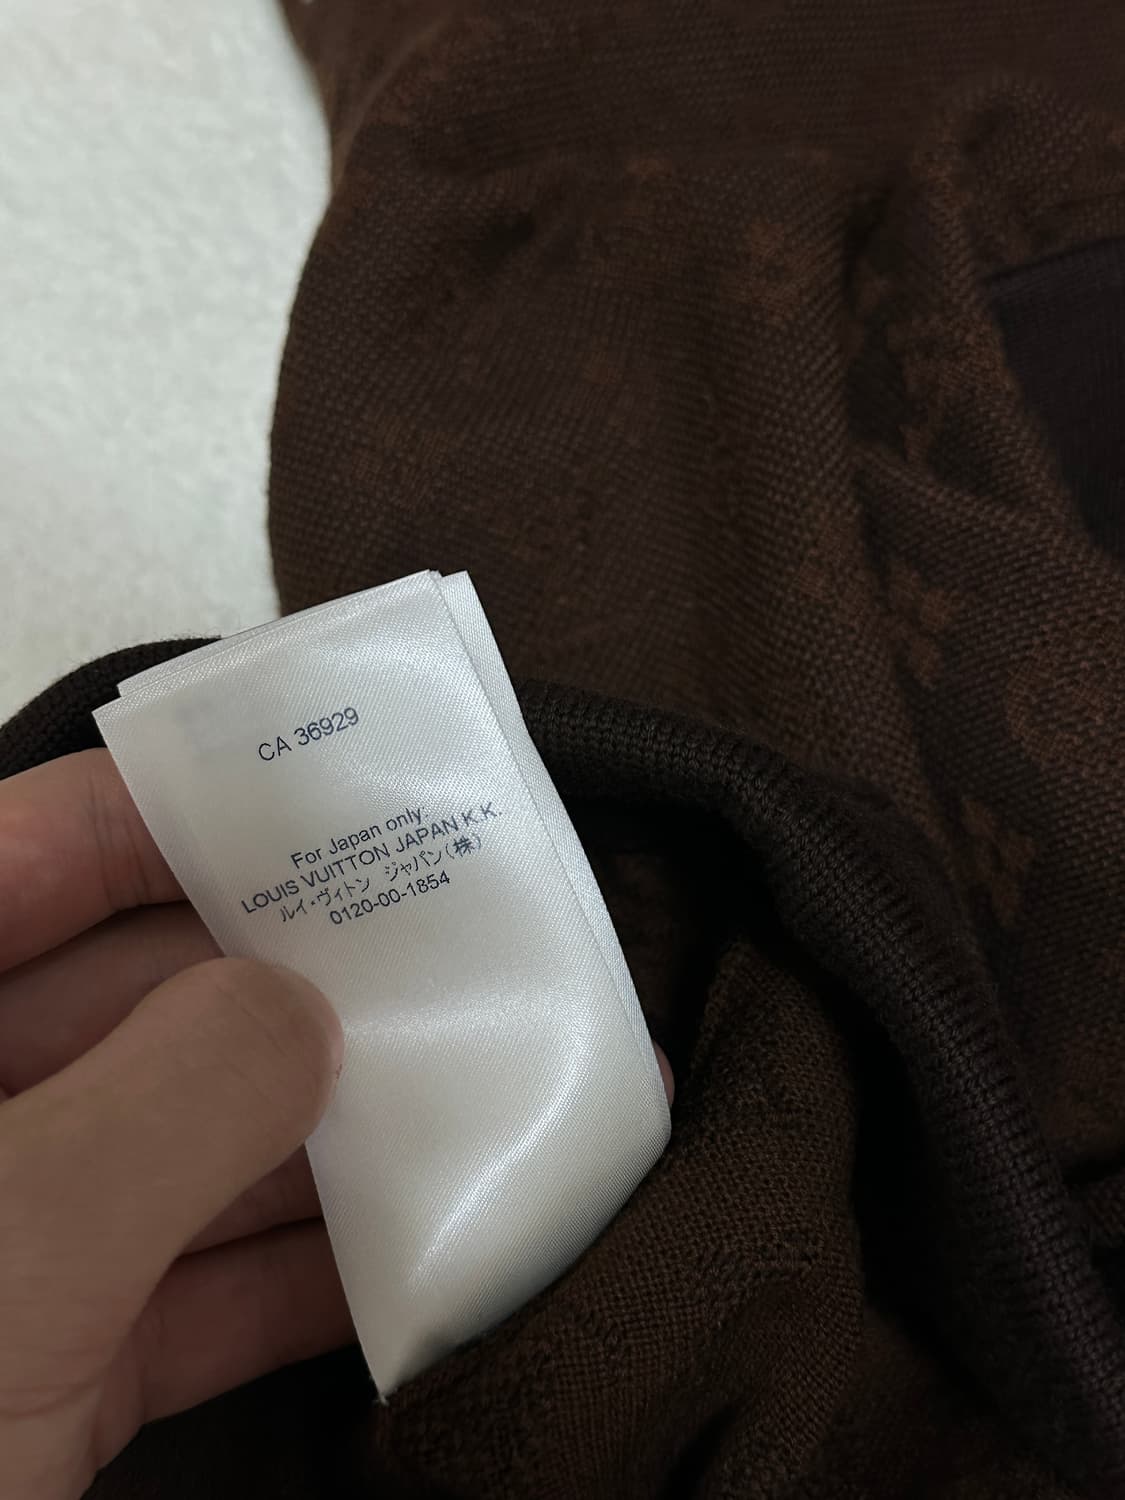 CA 36929
For Japan only:
LOUIS VUITTON JAPAN K.K.
ルイ・ヴィトン ジャパン(株)
0120-00-1854